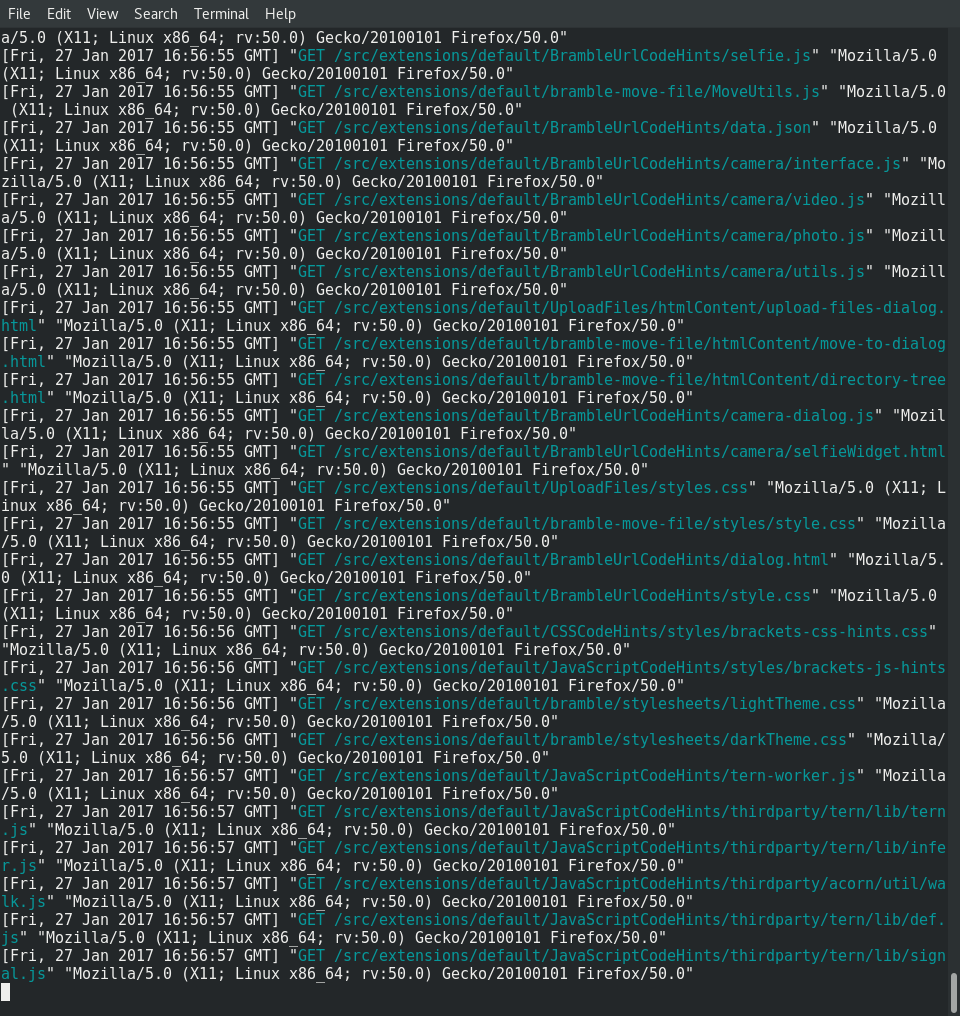 File Edit View Search Terminal Help
a/5.0 (X11; Linux x86_64; rv:50.0) Gecko/20100101 Firefox/50.0"
[Fri, 27 Jan 2017 16:56:55 GMT] "GET /src/extensions/default/BrambleUrlCodeHints/selfie.js" "Mozilla/5.0
(X11; Linux x86_64; rv:50.0) Gecko/20100101 Firefox/50.0"
[Fri, 27 Jan 2017 16:56:55 GMT] "GET /src/extensions/default/bramble-move-file/MoveUtils.js" "Mozilla/5.0
 (X11; Linux x86_64; rv:50.0) Gecko/20100101 Firefox/50.0"
[Fri, 27 Jan 2017 16:56:55 GMT] "GET /src/extensions/default/BrambleUrlCodeHints/data.json" "Mozilla/5.0
(X11; Linux x86_64; rv:50.0) Gecko/20100101 Firefox/50.0"
[Fri, 27 Jan 2017 16:56:55 GMT] "GET /src/extensions/default/BrambleUrlCodeHints/camera/interface.js" "Mo
zilla/5.0 (X11; Linux x86_64; rv:50.0) Gecko/20100101 Firefox/50.0"
[Fri, 27 Jan 2017 16:56:55 GMT] "GET /src/extensions/default/BrambleUrlCodeHints/camera/video.js" "Mozill
a/5.0 (X11; Linux x86_64; rv:50.0) Gecko/20100101 Firefox/50.0"
[Fri, 27 Jan 2017 16:56:55 GMT] "GET /src/extensions/default/BrambleUrlCodeHints/camera/photo.js" "Mozill
a/5.0 (X11; Linux x86_64; rv:50.0) Gecko/20100101 Firefox/50.0"
[Fri, 27 Jan 2017 16:56:55 GMT] "GET /src/extensions/default/BrambleUrlCodeHints/camera/utils.js" "Mozill
a/5.0 (X11; Linux x86_64; rv:50.0) Gecko/20100101 Firefox/50.0"
[Fri, 27 Jan 2017 16:56:55 GMT] "GET /src/extensions/default/UploadFiles/htmlContent/upload-files-dialog.
html" "Mozilla/5.0 (X11; Linux x86_64; rv:50.0) Gecko/20100101 Firefox/50.0"
[Fri, 27 Jan 2017 16:56:55 GMT] "GET /src/extensions/default/bramble-move-file/htmlContent/move-to-dialog
.html" "Mozilla/5.0 (X11; Linux x86_64; rv:50.0) Gecko/20100101 Firefox/50.0"
[Fri, 27 Jan 2017 16:56:55 GMT] "GET /src/extensions/default/bramble-move-file/htmlContent/directory-tree
.html" "Mozilla/5.0 (X11; Linux x86_64; rv:50.0) Gecko/20100101 Firefox/50.0"
[Fri, 27 Jan 2017 16:56:55 GMT] "GET /src/extensions/default/BrambleUrlCodeHints/camera-dialog.js" "Mozil
la/5.0 (X11; Linux x86_64; rv:50.0) Gecko/20100101 Firefox/50.0"
[Fri, 27 Jan 2017 16:56:55 GMT] "GET /src/extensions/default/BrambleUrlCodeHints/camera/selfieWidget.html
" "Mozilla/5.0 (X11; Linux x86_64; rv:50.0) Gecko/20100101 Firefox/50.0"
[Fri, 27 Jan 2017 16:56:55 GMT] "GET /src/extensions/default/UploadFiles/styles.css" "Mozilla/5.0 (X11; L
inux x86_64; rv:50.0) Gecko/20100101 Firefox/50.0"
[Fri, 27 Jan 2017 16:56:55 GMT] "GET /src/extensions/default/bramble-move-file/styles/style.css" "Mozilla
/5.0 (X11; Linux x86_64; rv:50.0) Gecko/20100101 Firefox/50.0"
[Fri, 27 Jan 2017 16:56:55 GMT] "GET /src/extensions/default/BrambleUrlCodeHints/dialog.html" "Mozilla/5.
0 (X11; Linux x86_64; rv:50.0) Gecko/20100101 Firefox/50.0"
[Fri, 27 Jan 2017 16:56:55 GMT] "GET /src/extensions/default/BrambleUrlCodeHints/style.css" "Mozilla/5.0
(X11; Linux x86_64; rv:50.0) Gecko/20100101 Firefox/50.0"
[Fri, 27 Jan 2017 16:56:56 GMT] "GET /src/extensions/default/CSSCodeHints/styles/brackets-css-hints.css"
"Mozilla/5.0 (X11; Linux x86_64; rv:50.0) Gecko/20100101 Firefox/50.0"
[Fri, 27 Jan 2017 16:56:56 GMT] "GET /src/extensions/default/JavaScriptCodeHints/styles/brackets-js-hints
.css" "Mozilla/5.0 (X11; Linux x86_64; rv:50.0) Gecko/20100101 Firefox/50.0"
[Fri, 27 Jan 2017 16:56:56 GMT] "GET /src/extensions/default/bramble/stylesheets/lightTheme.css" "Mozilla
/5.0 (X11; Linux x86_64; rv:50.0) Gecko/20100101 Firefox/50.0"
[Fri, 27 Jan 2017 16:56:56 GMT] "GET /src/extensions/default/bramble/stylesheets/darkTheme.css" "Mozilla/
5.0 (X11; Linux x86_64; rv:50.0) Gecko/20100101 Firefox/50.0"
[Fri, 27 Jan 2017 16:56:57 GMT] "GET /src/extensions/default/JavaScriptCodeHints/tern-worker.js" "Mozilla
/5.0 (X11; Linux x86_64; rv:50.0) Gecko/20100101 Firefox/50.0"
[Fri, 27 Jan 2017 16:56:57 GMT] "GET /src/extensions/default/JavaScriptCodeHints/thirdparty/tern/lib/tern
.js" "Mozilla/5.0 (X11; Linux x86_64; rv:50.0) Gecko/20100101 Firefox/50.0"
[Fri, 27 Jan 2017 16:56:57 GMT] "GET /src/extensions/default/JavaScriptCodeHints/thirdparty/tern/lib/infe
r.js" "Mozilla/5.0 (X11; Linux x86_64; rv:50.0) Gecko/20100101 Firefox/50.0"
[Fri, 27 Jan 2017 16:56:57 GMT] "GET /src/extensions/default/JavaScriptCodeHints/thirdparty/acorn/util/wa
lk.js" "Mozilla/5.0 (X11; Linux x86_64; rv:50.0) Gecko/20100101 Firefox/50.0"
[Fri, 27 Jan 2017 16:56:57 GMT] "GET /src/extensions/default/JavaScriptCodeHints/thirdparty/tern/lib/def.
js" "Mozilla/5.0 (X11; Linux x86_64; rv:50.0) Gecko/20100101 Firefox/50.0"
[Fri, 27 Jan 2017 16:56:57 GMT] "GET /src/extensions/default/JavaScriptCodeHints/thirdparty/tern/lib/sign
al.js" "Mozilla/5.0 (X11; Linux x86_64; rv:50.0) Gecko/20100101 Firefox/50.0"